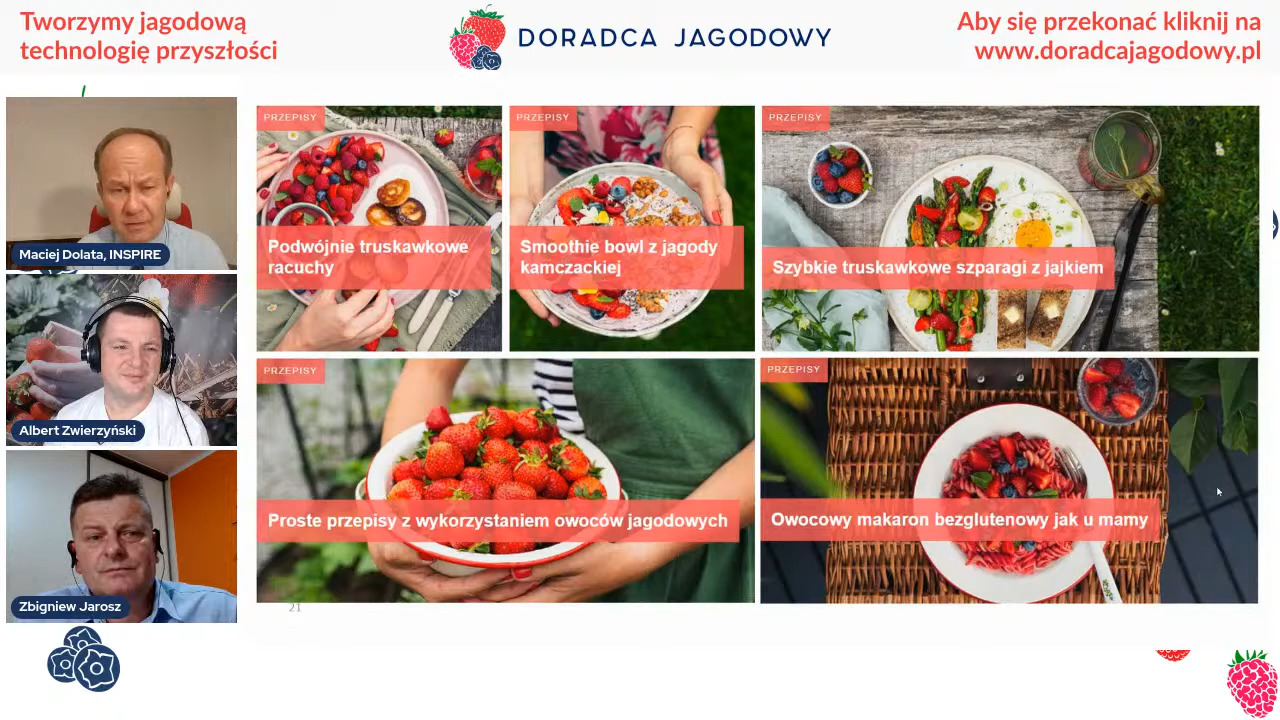 Tworzymy jagodową
technologię przyszłości
DORADCA JAGODOWY
Aby się przekonać kliknij na
www.doradcajagodowy.pl
Maciej Dolata, INSPIRE
Albert Zwierzyński
Zbigniew Jarosz
PRZEPISY
Podwójnie truskawkowe
racuchy
PRZEPISY
Smoothie bowl z jagody
kamczackiej
PRZEPISY
Szybkie truskawkowe szparagi z jajkiem
PRZEPISY
Proste przepisy z wykorzystaniem owoców jagodowych
PRZEPISY
Owocowy makaron bezglutenowy jak u mamy
21